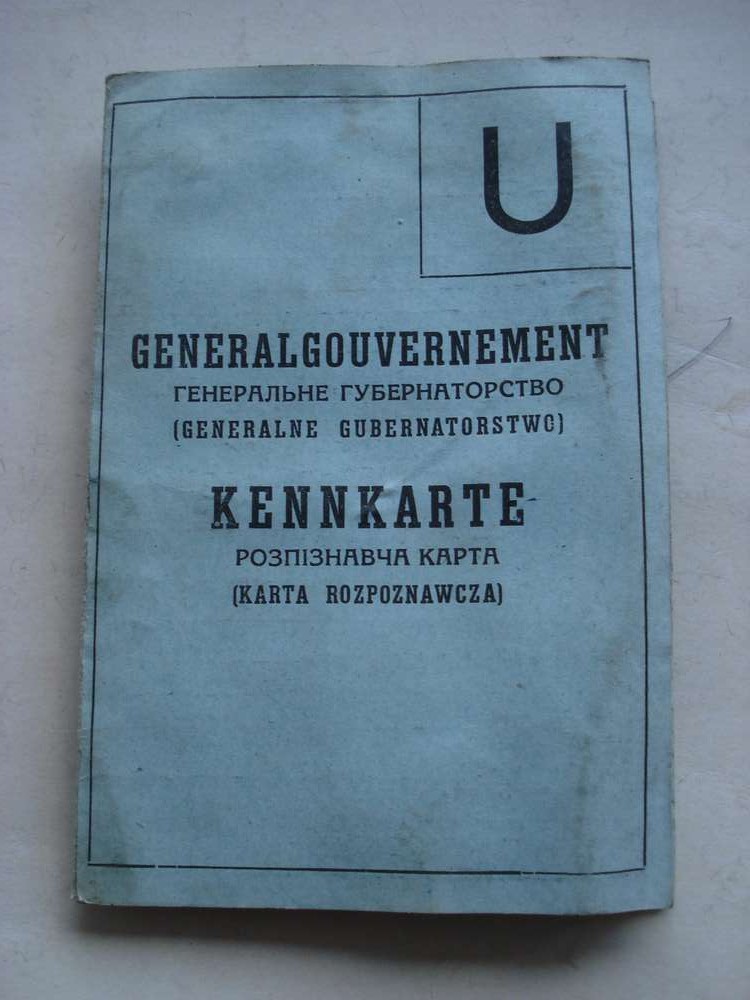 U
GENERALGOUVERNEMENT
ГЕНЕРАЛЬНЕ ГУБЕРНАТОРСТВО
(GENERALNE GUBERNATORSTWO)
KENNKARTE
РОЗПІЗНАВЧА КАРТА
(KARTA ROZPOZNAWCZA)